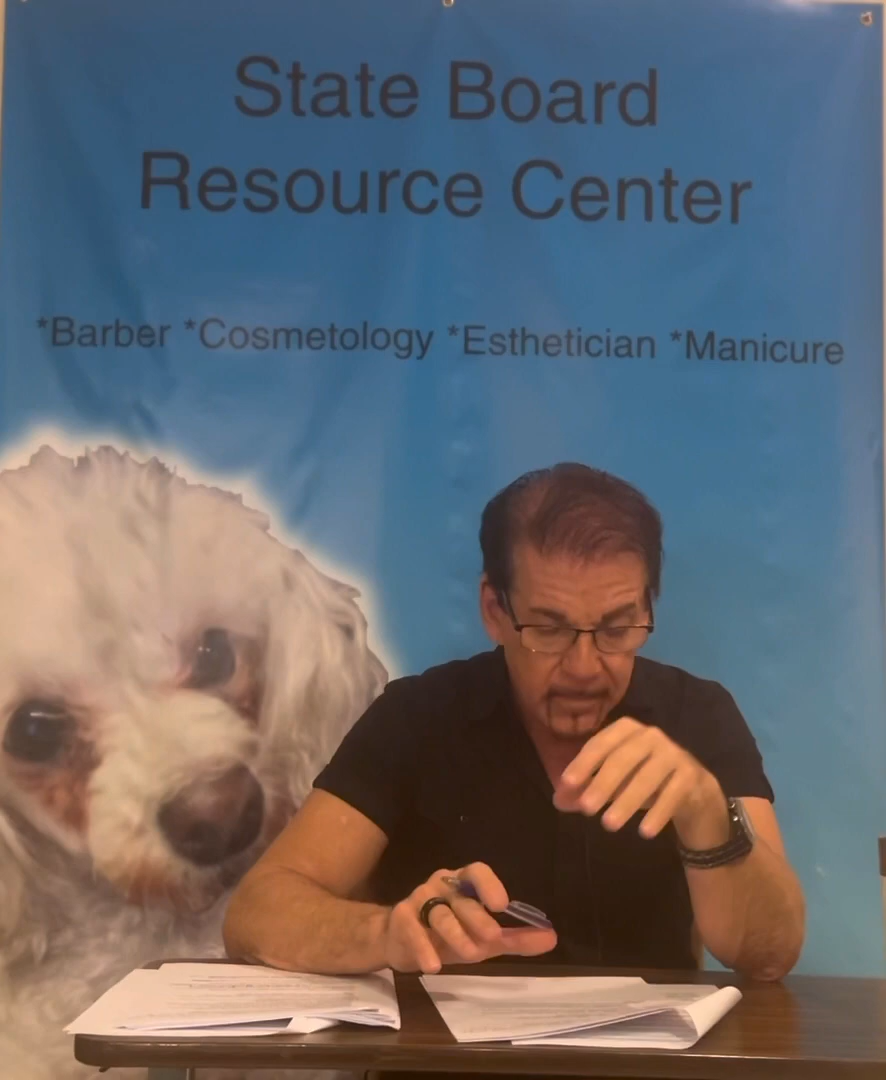 State Board
Resource Center
*Barber *Cosmetology *Esthetician *Manicure